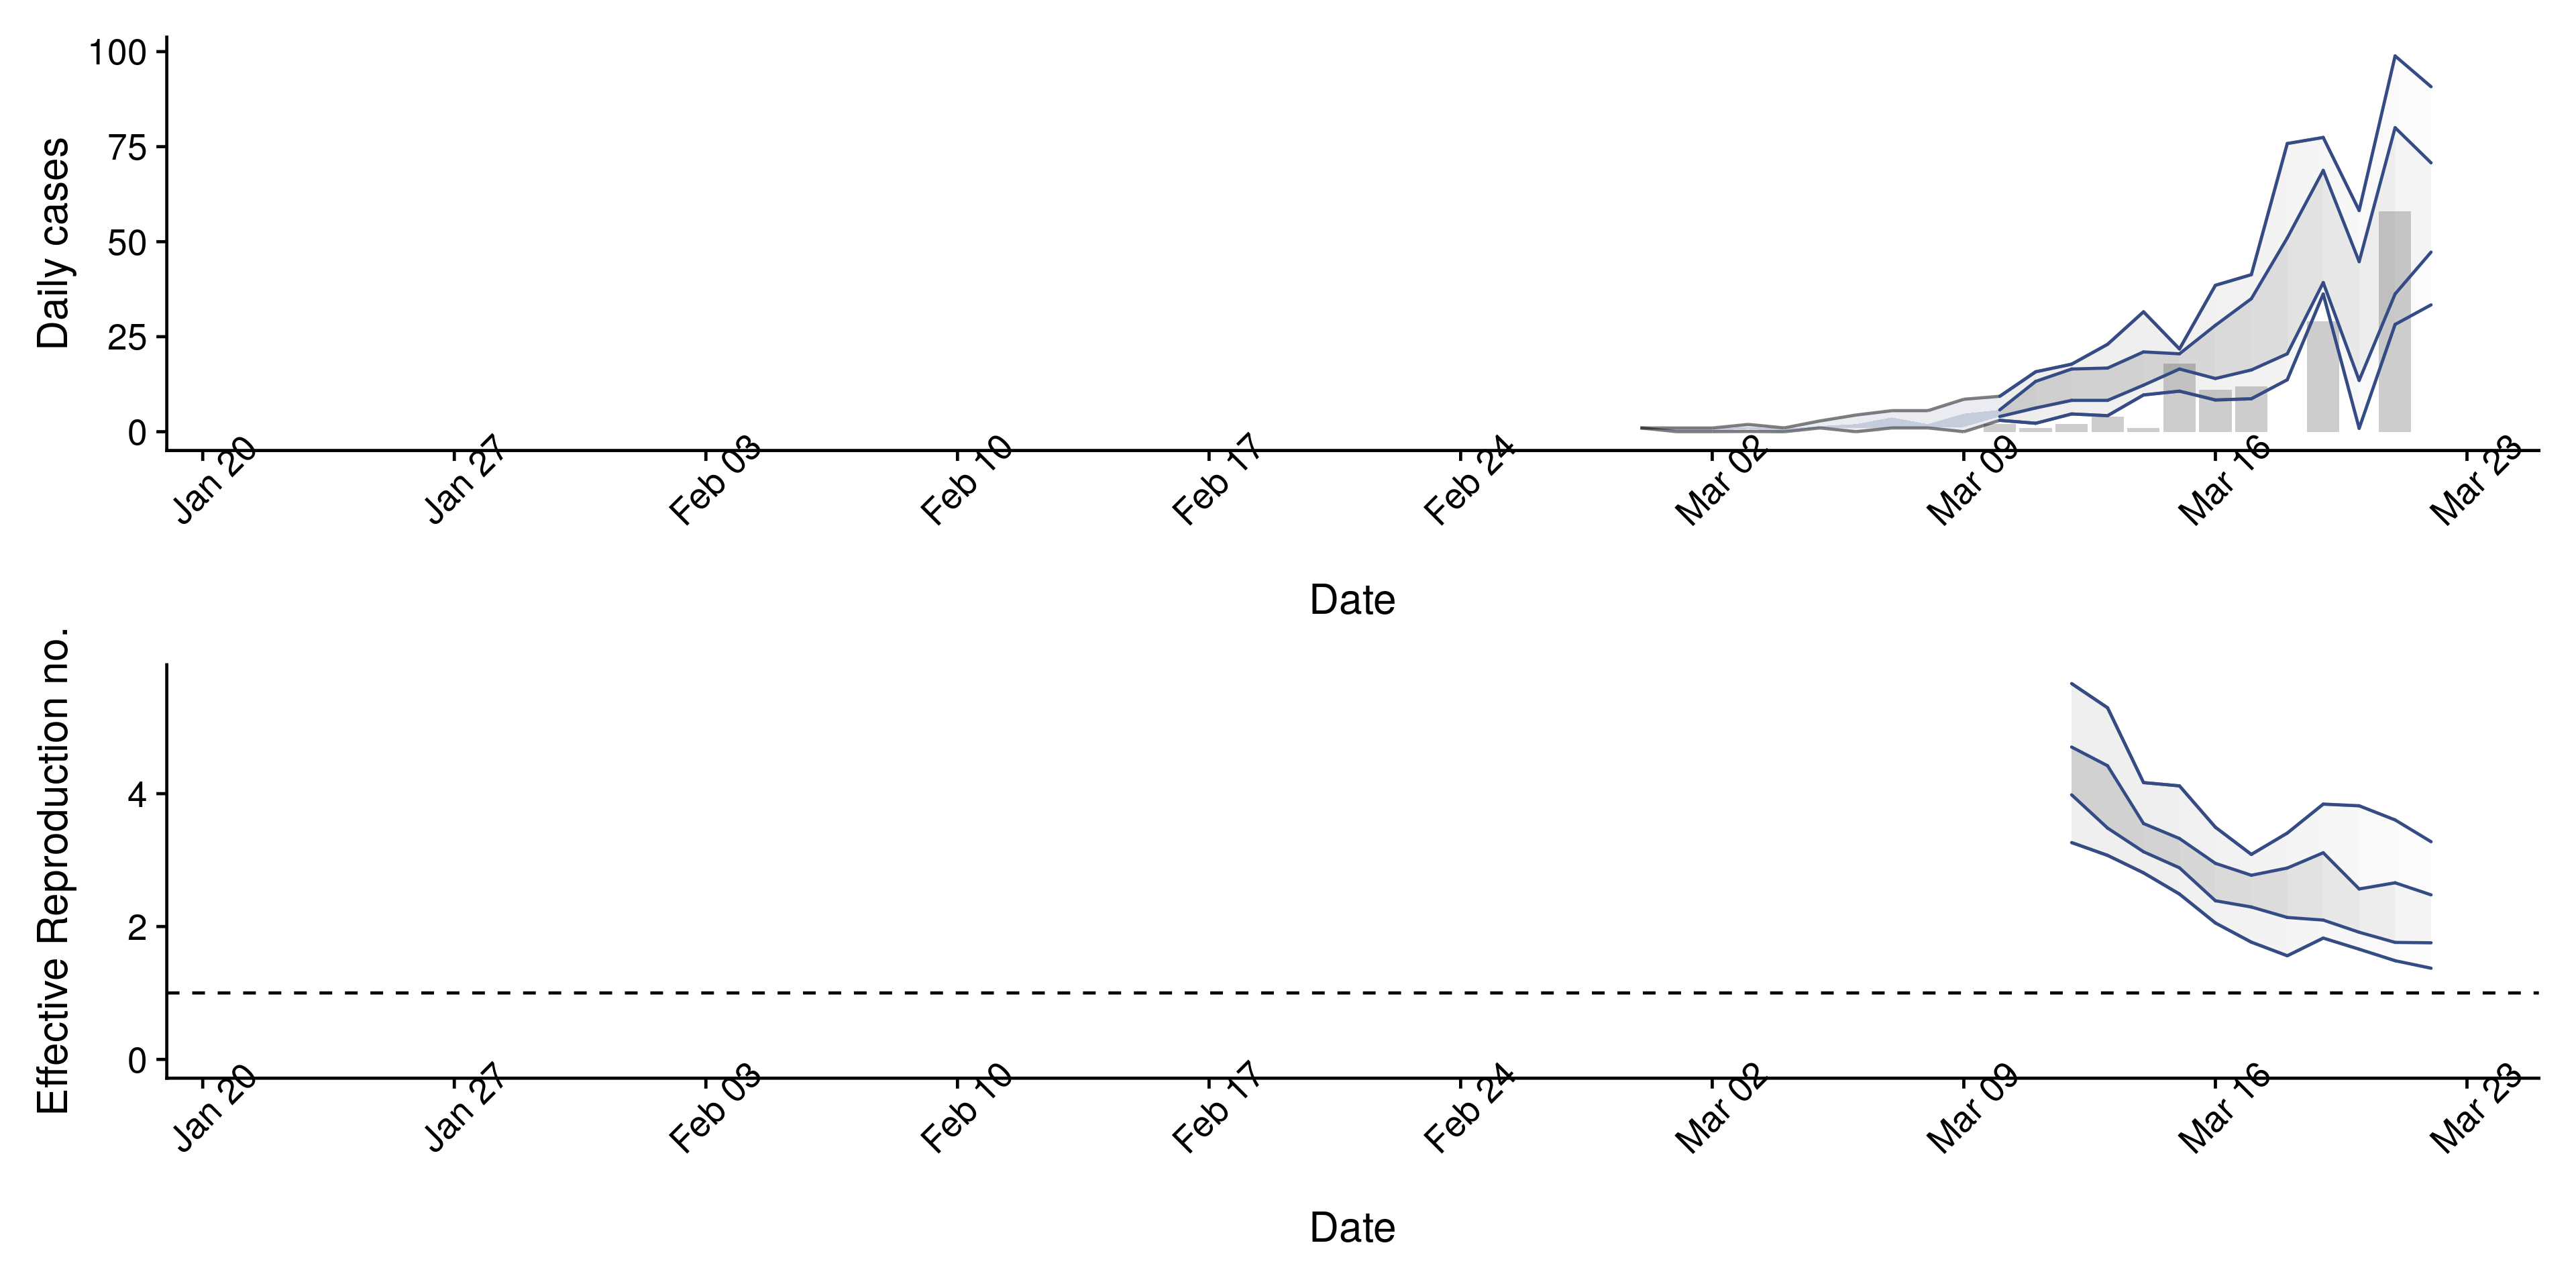 Daily cases
100
75
50
25
0
Jan 20
Jan 27
Feb 03
Feb 10
Feb 17
Feb 24
Mar 02
Mar 09
Mar 16
Mar 23
Date
Effective Reproduction no.
4
2
0
Jan 20
Jan 27
Feb 03
Feb 10
Feb 17
Feb 24
Mar 02
Mar 09
Mar 16
Mar 23
Date